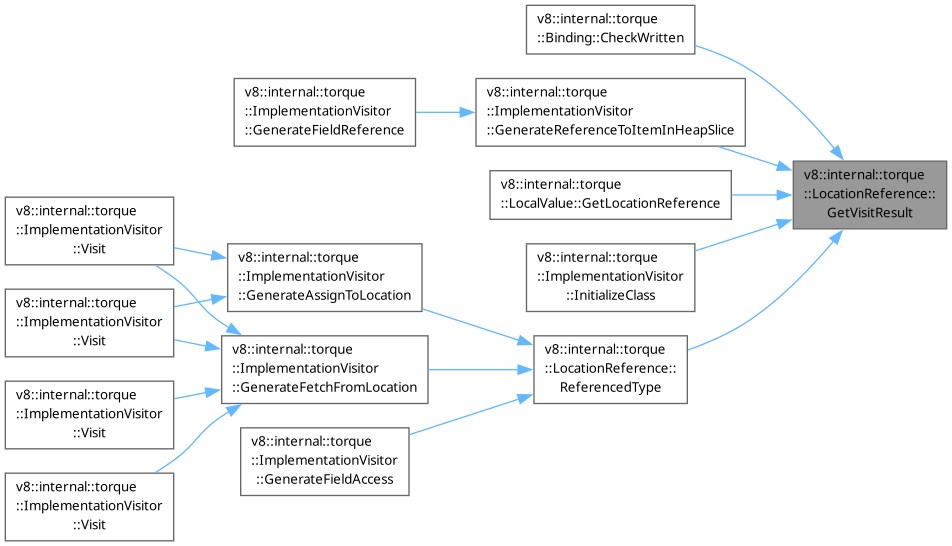 v8::internal::torque
::Binding::CheckWritten
v8::internal::torque
::ImplementationVisitor
::GenerateFieldReference
v8::internal::torque
::ImplementationVisitor
::GenerateReferenceToItemInHeapSlice
v8::internal::torque
::LocationReference::
GetVisitResult
v8::internal::torque
::LocalValue::GetLocationReference
v8::internal::torque
::ImplementationVisitor
::Visit
v8::internal::torque
::ImplementationVisitor
::GenerateAssignToLocation
v8::internal::torque
::ImplementationVisitor
::InitializeClass
v8::internal::torque
::ImplementationVisitor
::Visit
v8::internal::torque
::ImplementationVisitor
::GenerateFetchFromLocation
v8::internal::torque
::LocationReference::
ReferencedType
v8::internal::torque
::ImplementationVisitor
::Visit
v8::internal::torque
::ImplementationVisitor
::GenerateFieldAccess
v8::internal::torque
::ImplementationVisitor
::Visit